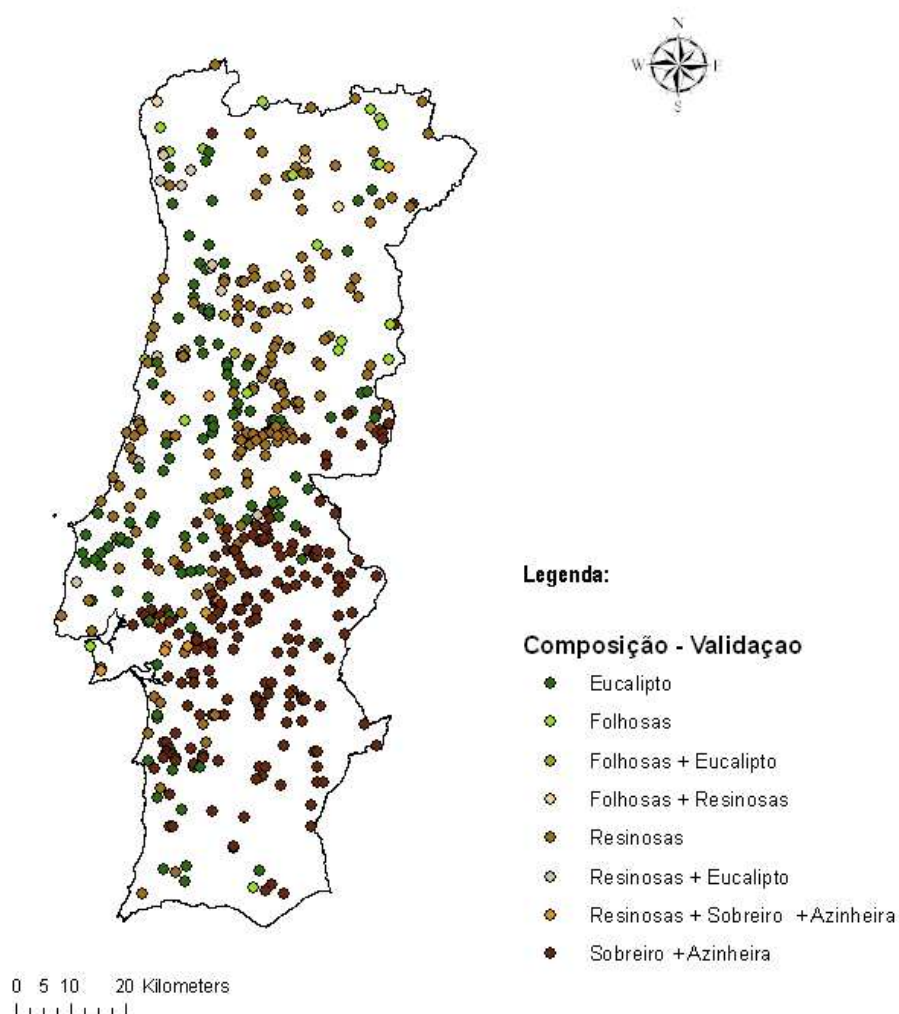 N
W E
S
Legenda:
Composição - Validaçao
Eucalipto
Folhosas
Folhosas + Eucalipto
Folhosas + Resinosas
Resinosas
Resinosas + Eucalipto
Resinosas + Sobreiro +Azinheira
Sobreiro +Azinheira
0 5 10 20 Kilometers